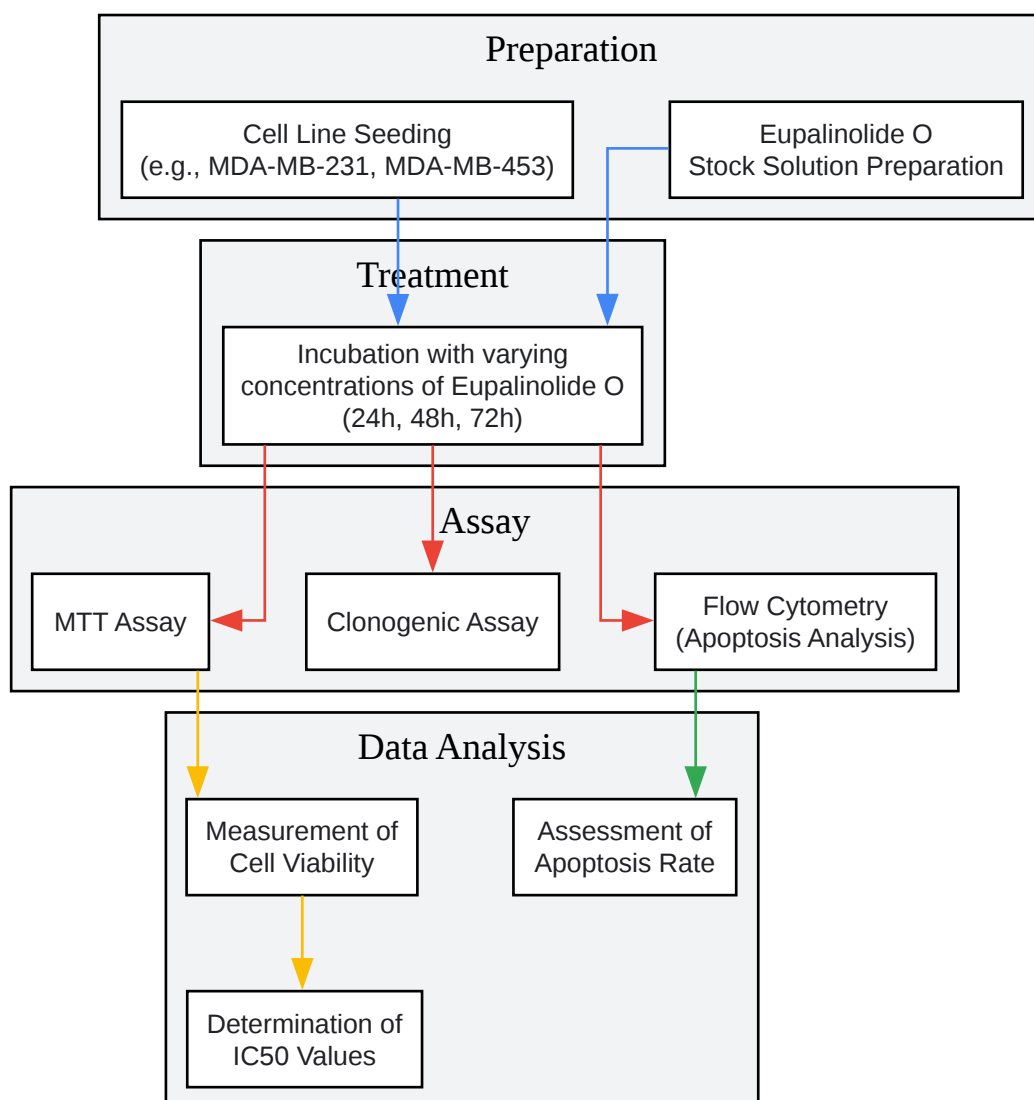 Preparation
Cell Line Seeding
(e.g., MDA-MB-231, MDA-MB-453)
Eupalinolide O
Stock Solution Preparation
Treatment
Incubation with varying
concentrations of Eupalinolide O
(24h, 48h, 72h)
Assay
MTT Assay
Clonogenic Assay
Flow Cytometry
(Apoptosis Analysis)
Data Analysis
Measurement of
Cell Viability
Assessment of
Apoptosis Rate
Determination of
IC50 Values